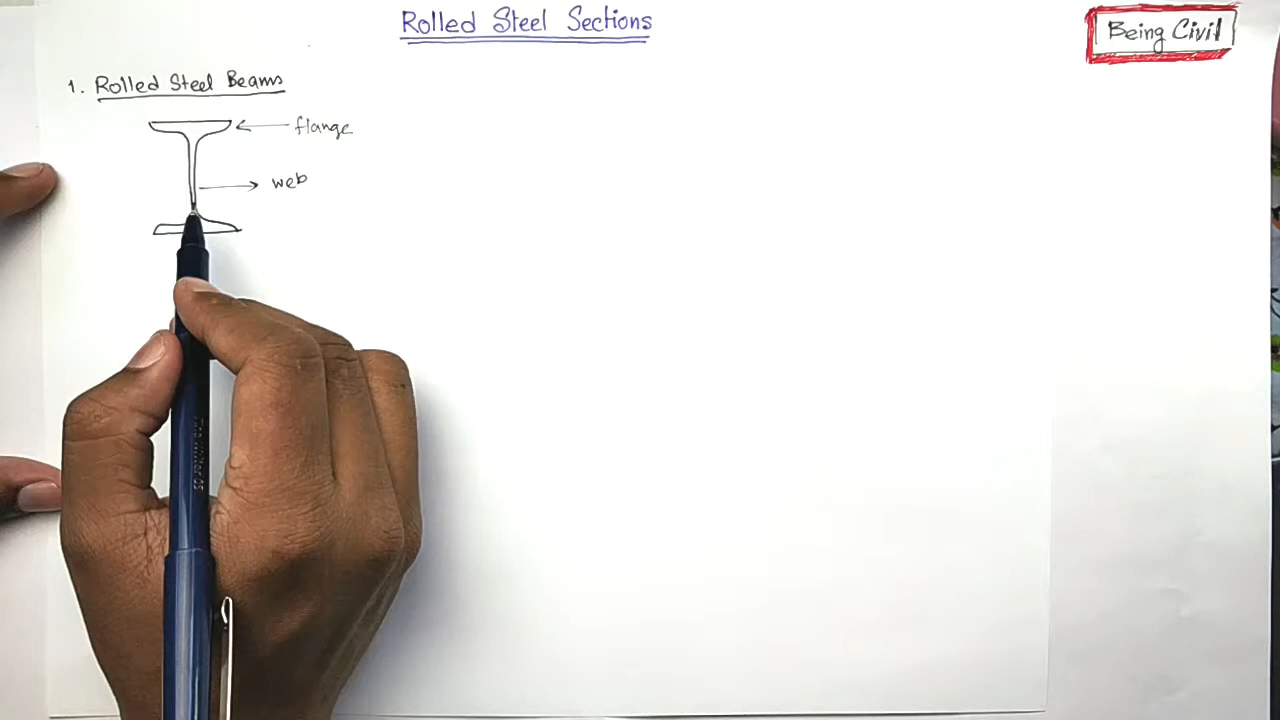 Rolled Steel Sections
Being Civil
1. Rolled Steel Beams
flange
web